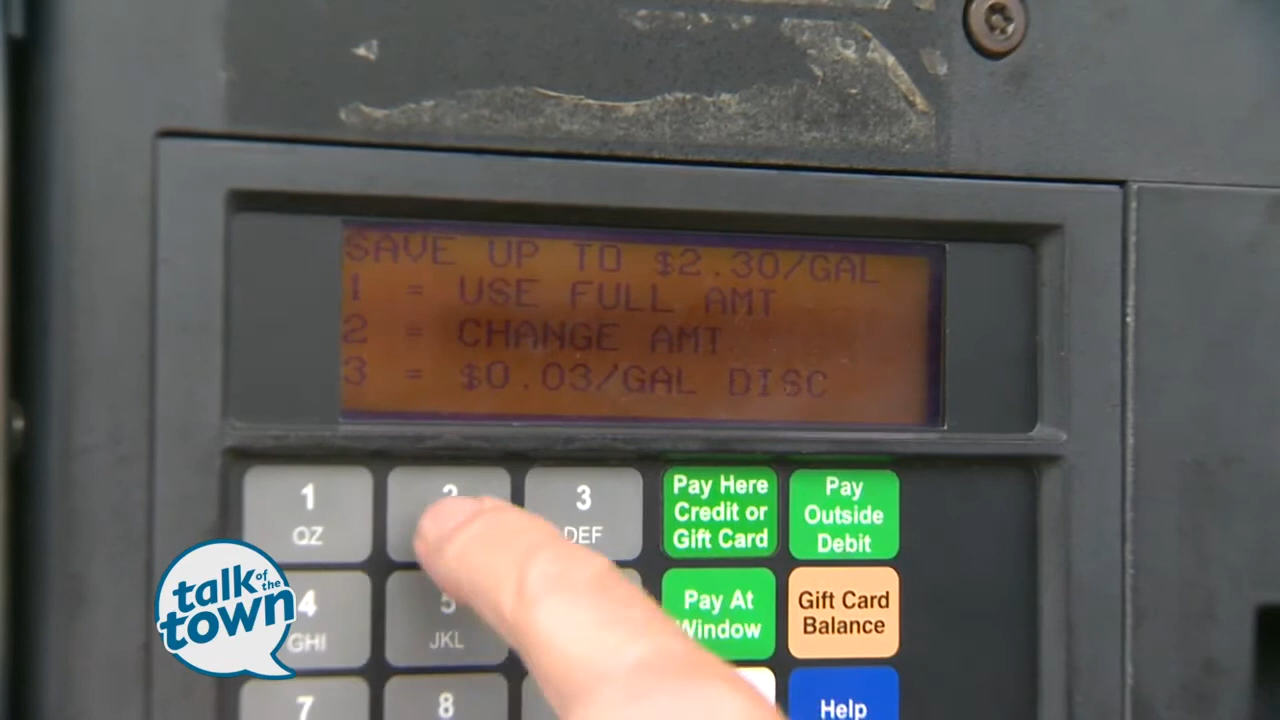 SAVE UP TO $2.30/GAL
1 = USE FULL AMT
2 = CHANGE AMT
3 = $0.03/GAL DISC
1
QZ
2
3
DEF
Pay Here
Credit or
Gift Card
Pay
Outside
Debit
4
GHI
5
JKL
Pay At
Window
Gift Card
Balance
7
8
Help
talk of the
town